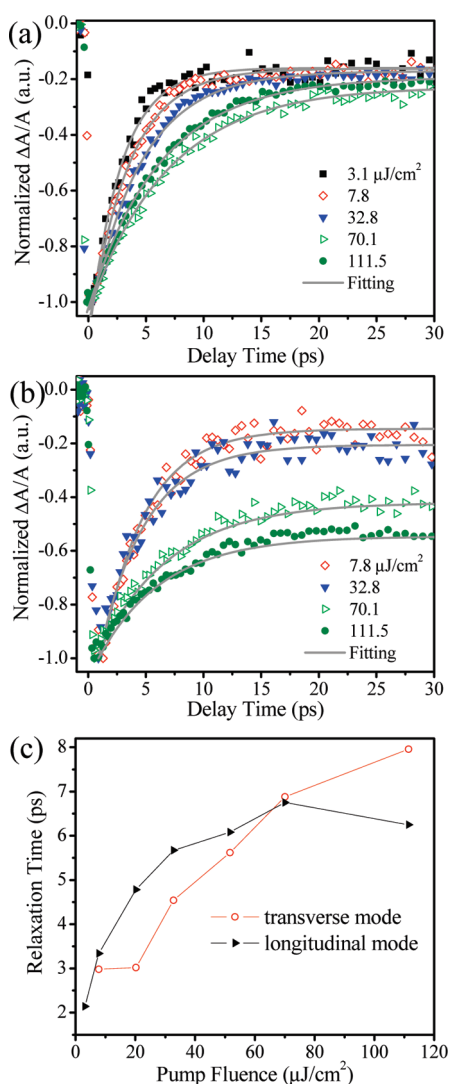 (a)
Normalized ΔA/A (a.u.)
0.0
-0.2
-0.4
-0.6
-0.8
-1.0
3.1 μJ/cm²
7.8
32.8
70.1
111.5
Fitting
0 5 10 15 20 25 30
Delay Time (ps)
(b)
Normalized ΔA/A (a.u.)
0.0
-0.2
-0.4
-0.6
-0.8
-1.0
7.8 μJ/cm²
32.8
70.1
111.5
Fitting
0 5 10 15 20 25 30
Delay Time (ps)
(c)
Relaxation Time (ps)
8
7
6
5
4
3
2
transverse mode
longitudinal mode
0 20 40 60 80 100 120
Pump Fluence (μJ/cm²)